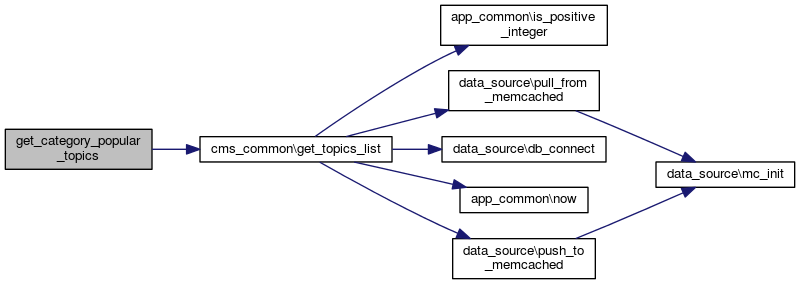 get_category_popular
_topics
cms_common\get_topics_list
app_common\is_positive
_integer
data_source\pull_from
_memcached
data_source\db_connect
app_common\now
data_source\push_to
_memcached
data_source\mc_init